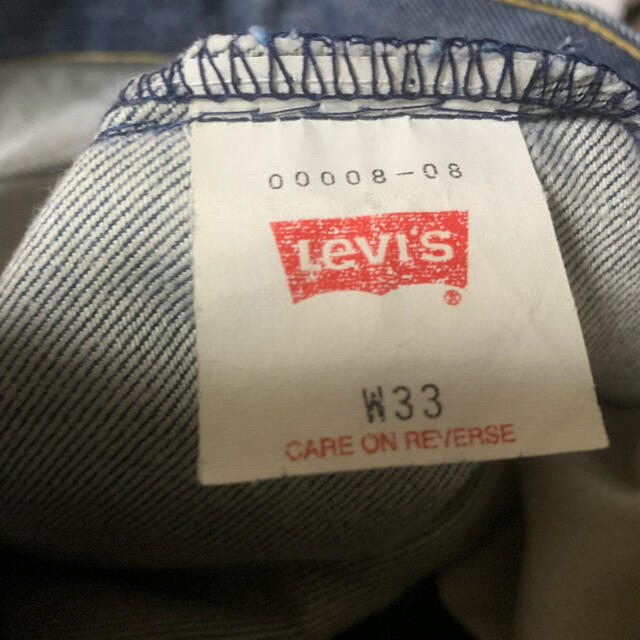 00008-08
Levi's
®
W33
CARE ON REVERSE